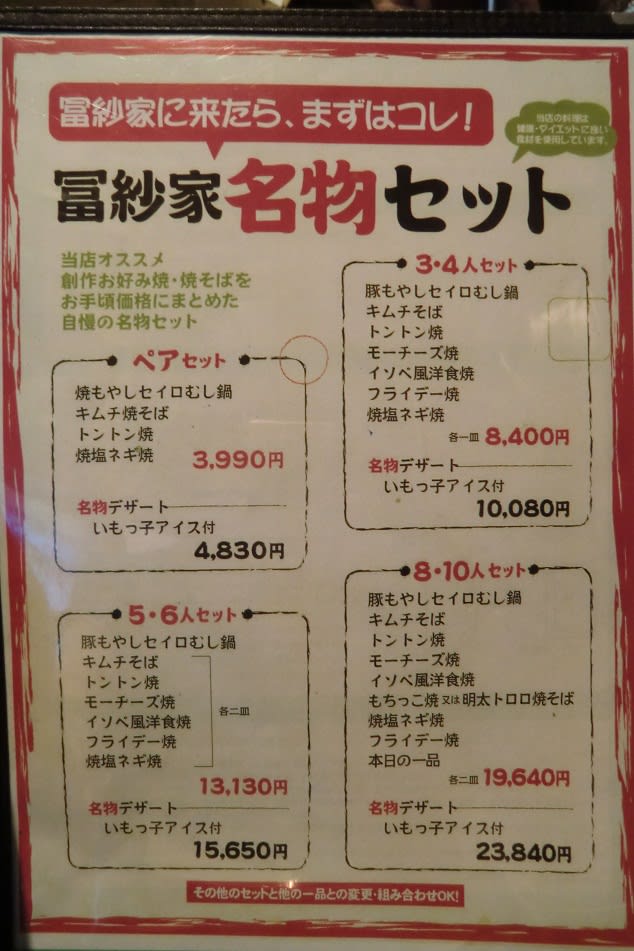 冨紗家に来たら、まずはコレ!
当店の料理は
健康・ダイエットに良い
食材を使用しています。
冨紗家名物セット
当店オススメ
創作お好み焼・焼そばを
お手頃価格にまとめた
自慢の名物セット
ペアセット
焼もやしセイロむし鍋
キムチ焼そば
トントン焼
焼塩ネギ焼
3,990円
名物デザート
いもっ子アイス付
4,830円
3・4人セット
豚もやしセイロむし鍋
キムチそば
トントン焼
モーチーズ焼
イソベ風洋食焼
フライデー焼
焼塩ネギ焼
各一皿 8,400円
名物デザート
いもっ子アイス付
10,080円
5・6人セット
豚もやしセイロむし鍋
キムチそば
トントン焼
モーチーズ焼
イソベ風洋食焼
フライデー焼
焼塩ネギ焼
各二皿
13,130円
名物デザート
いもっ子アイス付
15,650円
8・10人セット
豚もやしセイロむし鍋
キムチそば
トントン焼
モーチーズ焼
イソベ風洋食焼
もちっこ焼又は明太トロロ焼そば
焼塩ネギ焼
フライデー焼
本日の一品
各二皿 19,640円
名物デザート
いもっ子アイス付
23,840円
その他のセットと他の一品との変更・組み合わせOK!